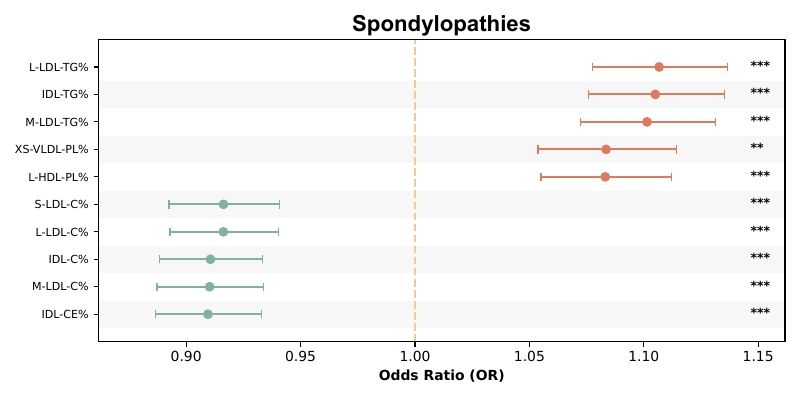 Spondylopathies
L-LDL-TG% ***
IDL-TG% ***
M-LDL-TG% ***
XS-VLDL-PL% **
L-HDL-PL% ***
S-LDL-C% ***
L-LDL-C% ***
IDL-C% ***
M-LDL-C% ***
IDL-CE% ***
0.90 0.95 1.00 1.05 1.10 1.15
Odds Ratio (OR)